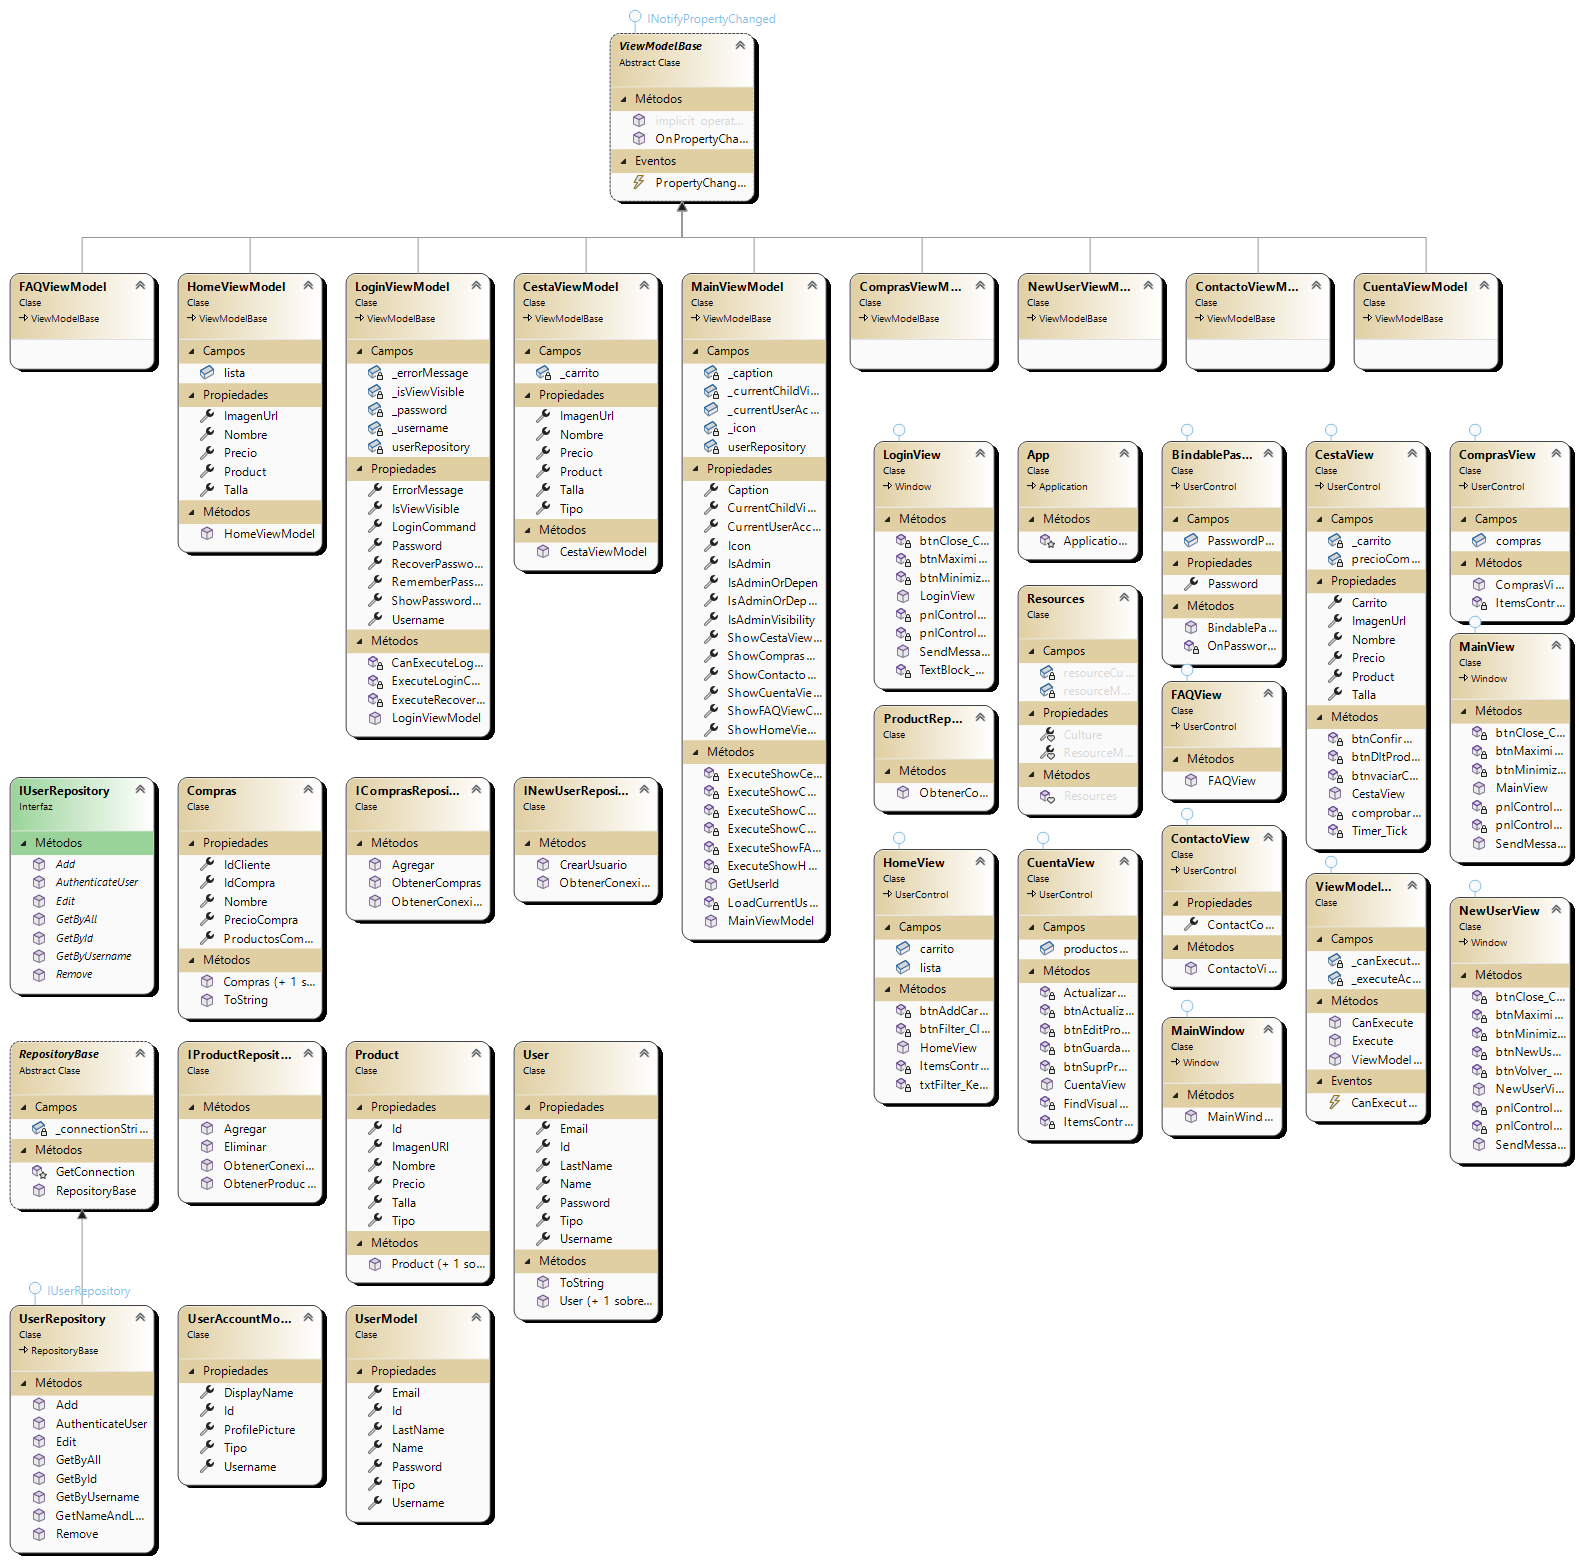 INotifyPropertyChanged
ViewModelBase
Abstract Clase
Métodos
implicit operat...
OnPropertyCha...
Eventos
PropertyChang...
FAQViewModel
Clase
ViewModelBase
HomeViewModel
Clase
ViewModelBase
Campos
lista
Propiedades
ImagenUrl
Nombre
Precio
Product
Talla
Métodos
HomeViewModel
LoginViewModel
Clase
ViewModelBase
Campos
_errorMessage
_isViewVisible
_password
_username
userRepository
Propiedades
ErrorMessage
IsViewVisible
LoginCommand
Password
RecoverPasswo...
RememberPass...
ShowPassword...
Username
Métodos
CanExecuteLog...
ExecuteLoginC...
ExecuteRecover...
LoginViewModel
CestaViewModel
Clase
ViewModelBase
Campos
_carrito
Propiedades
ImagenUrl
Nombre
Precio
Product
Talla
Tipo
Métodos
CestaViewModel
MainViewModel
Clase
ViewModelBase
Campos
_caption
_currentChildVi...
_currentUserAc...
_icon
userRepository
Propiedades
Caption
CurrentChildVi...
CurrentUserAcc...
Icon
IsAdmin
IsAdminOrDepen
IsAdminOrDep...
IsAdminVisibility
ShowCestaView...
ShowCompras...
ShowContacto...
ShowCuentaVie...
ShowFAQViewC...
ShowHomeView...
Métodos
ExecuteShowCe...
ExecuteShowC...
ExecuteShowC...
ExecuteShowC...
ExecuteShowFA...
ExecuteShowH...
GetUserId
LoadCurrentUs...
MainViewModel
ComprasViewM...
Clase
ViewModelBase
NewUserViewM...
Clase
ViewModelBase
ContactoViewM...
Clase
ViewModelBase
CuentaViewModel
Clase
ViewModelBase
LoginView
Clase
Window
Métodos
btnClose_C...
btnMaximi...
btnMinimiz...
LoginView
pnlControl...
pnlControl...
SendMessa...
TextBlock_...
App
Clase
Application
Métodos
Applicatio...
BindablePas...
Clase
UserControl
Campos
PasswordP...
Propiedades
Password
Métodos
BindablePa...
OnPasswor...
CestaView
Clase
UserControl
Campos
_carrito
precioCom...
Propiedades
Carrito
ImagenUrl
Nombre
Precio
Product
Talla
Métodos
btnConfir...
btnDltProd...
btnvaciarC...
CestaView
comprobar...
Timer_Tick
ComprasView
Clase
UserControl
Campos
compras
Métodos
ComprasVi...
ItemsContr...
Resources
Clase
Campos
resourceCu...
resourceM...
Propiedades
Culture
ResourceM...
Métodos
Resources
MainView
Clase
Window
Métodos
btnClose_C...
btnMaximi...
btnMinimiz...
MainView
pnlControl...
pnlControl...
SendMessa...
FAQView
Clase
UserControl
Métodos
FAQView
ProductRep...
Clase
Métodos
ObtenerCo...
IUserRepository
Interfaz
Métodos
Add
AuthenticateUser
Edit
GetByAll
GetById
GetByUsername
Remove
Compras
Clase
Propiedades
IdCliente
IdCompra
Nombre
PrecioCompra
ProductosCom...
Métodos
Compras (+ 1 s...
ToString
IComprasReposi...
Clase
Métodos
Agregar
ObtenerCompras
ObtenerConexi...
INewUserReposi...
Clase
Métodos
CrearUsuario
ObtenerConexi...
HomeView
Clase
UserControl
Campos
carrito
lista
Métodos
btnAddCar...
btnFilter_Cl...
HomeView
ItemsContr...
txtFilter_Ke...
CuentaView
Clase
UserControl
Campos
productos...
Métodos
Actualizar...
btnActualiz...
btnEditPro...
btnGuarda...
btnSuprPr...
CuentaView
FindVisual...
ItemsContr...
ContactoView
Clase
UserControl
Propiedades
ContactCo...
Métodos
ContactoVi...
ViewModel...
Clase
Campos
_canExecut...
_executeAc...
Métodos
CanExecute
Execute
ViewModel...
Eventos
CanExecut...
NewUserView
Clase
Window
Métodos
btnClose_C...
btnMaximi...
btnMinimiz...
btnNewUs...
btnVolver_...
NewUserVi...
pnlControl...
pnlControl...
SendMessa...
MainWindow
Clase
Window
Métodos
MainWind...
RepositoryBase
Abstract Clase
Campos
_connectionStri...
Métodos
GetConnection
RepositoryBase
IProductReposit...
Clase
Métodos
Agregar
Eliminar
ObtenerConexi...
ObtenerProduc...
Product
Clase
Propiedades
Id
ImagenURl
Nombre
Precio
Talla
Tipo
Métodos
Product (+ 1 so...
User
Clase
Propiedades
Email
Id
LastName
Name
Password
Tipo
Username
Métodos
ToString
User (+ 1 sobre...
IUserRepository
UserRepository
Clase
RepositoryBase
Métodos
Add
AuthenticateUser
Edit
GetByAll
GetById
GetByUsername
GetNameAndL...
Remove
UserAccountMo...
Clase
Propiedades
DisplayName
Id
ProfilePicture
Tipo
Username
UserModel
Clase
Propiedades
Email
Id
LastName
Name
Password
Tipo
Username